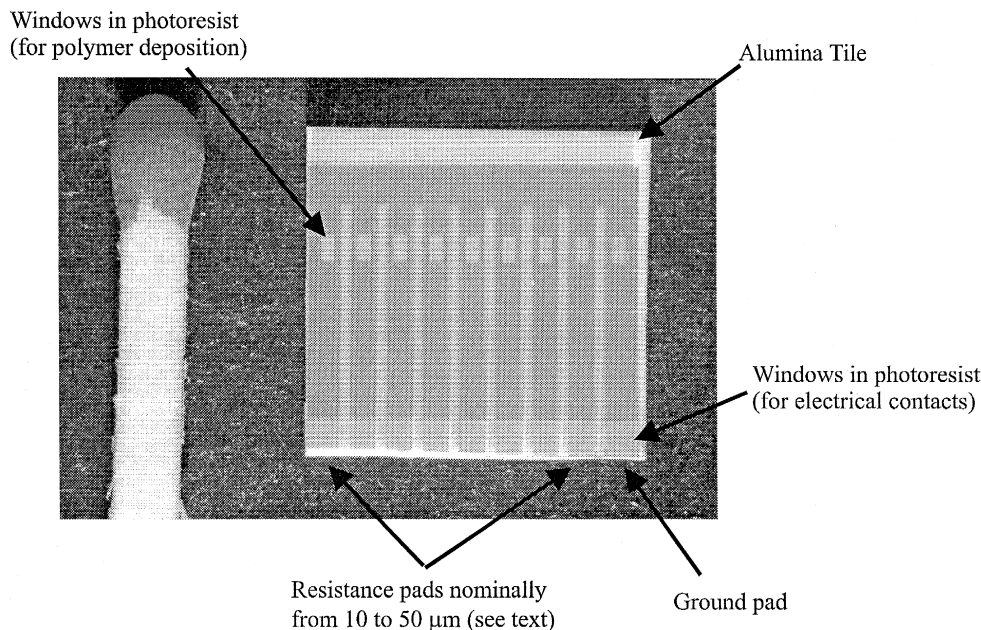 Windows in photoresist
(for polymer deposition)
Alumina Tile
Windows in photoresist
(for electrical contacts)
Resistance pads nominally
from 10 to 50 μm (see text)
Ground pad